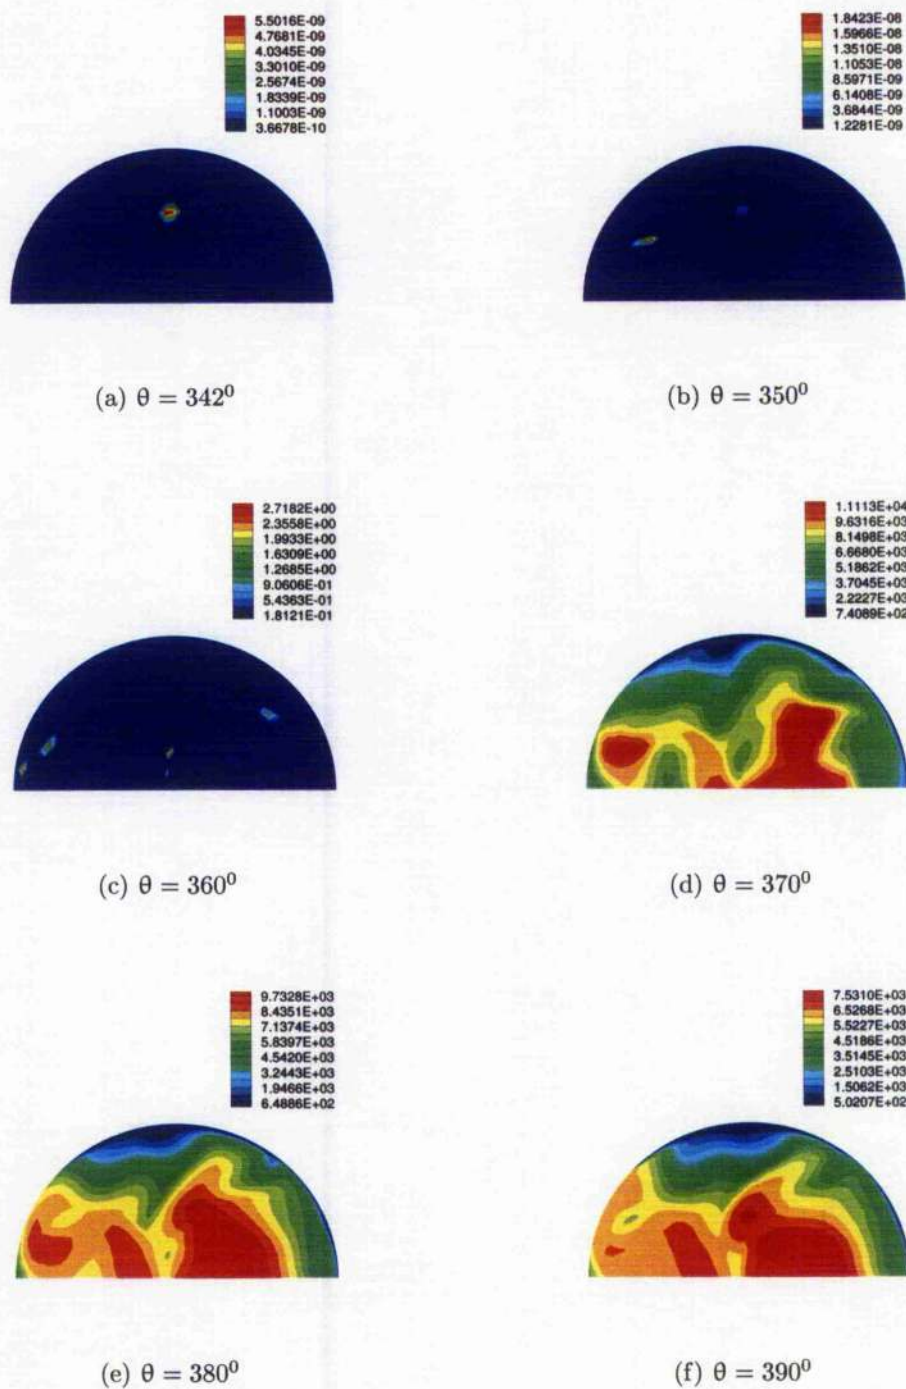 5.5016E-09
4.7681E-09
4.0345E-09
3.3010E-09
2.5674E-09
1.8339E-09
1.1003E-09
3.6678E-10
1.8423E-08
1.5966E-08
1.3510E-08
1.1053E-08
8.5971E-09
6.1408E-09
3.6844E-09
1.2281E-09
(a) θ = 342⁰
(b) θ = 350⁰
2.7182E+00
2.3558E+00
1.9933E+00
1.6309E+00
1.2685E+00
9.0606E-01
5.4363E-01
1.8121E-01
1.1113E+04
9.6316E+03
8.1498E+03
6.6680E+03
5.1862E+03
3.7045E+03
2.2227E+03
7.4089E+02
(c) θ = 360⁰
(d) θ = 370⁰
9.7328E+03
8.4351E+03
7.1374E+03
5.8397E+03
4.5420E+03
3.2443E+03
1.9466E+03
6.4886E+02
7.5310E+03
6.5268E+03
5.5227E+03
4.5186E+03
3.5145E+03
2.5103E+03
1.5062E+03
5.0207E+02
(e) θ = 380⁰
(f) θ = 390⁰